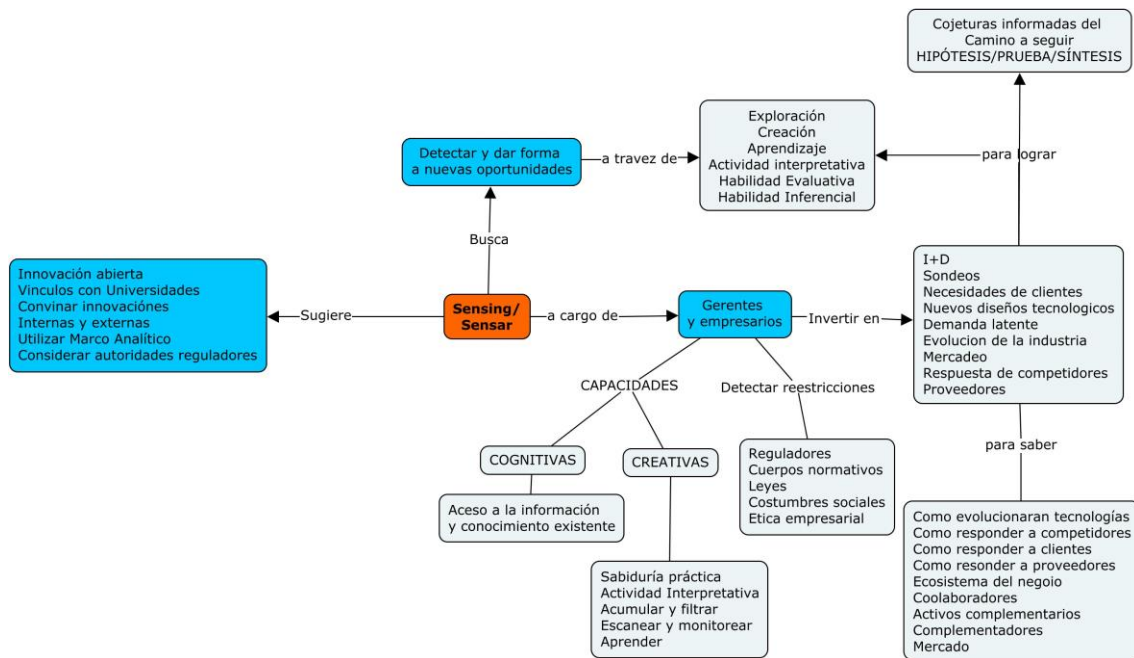 Cojeturas informadas del
Camino a seguir
HIPÓTESIS/PRUEBA/SÍNTESIS
Exploración
Creación
Aprendizaje
Actividad interpretativa
Habilidad Evaluativa
Habilidad Inferencial
Detectar y dar forma
a nuevas oportunidades
a travez de
para lograr
Busca
Innovación abierta
Vinculos con Universidades
Convinar innovaciónes
Internas y externas
Utilizar Marco Analítico
Considerar autoridades reguladores
Sugiere
Sensing/
Sensar
a cargo de
Gerentes
y empresarios
Invertir en
I+D
Sondeos
Necesidades de clientes
Nuevos diseños tecnologicos
Demanda latente
Evolucion de la industria
Mercadeo
Respuesta de competidores
Proveedores
CAPACIDADES
Detectar reestricciones
COGNITIVAS
CREATIVAS
Reguladores
Cuerpos normativos
Leyes
Costumbres sociales
Etica empresarial
para saber
Aceso a la información
y conocimiento existente
Sabiduría práctica
Actividad Interpretativa
Acumular y filtrar
Escanear y monitorear
Aprender
Como evolucionaran tecnologías
Como responder a competidores
Como responder a clientes
Como resonder a proveedores
Ecosistema del negoio
Coolaboradores
Activos complementarios
Complementadores
Mercado